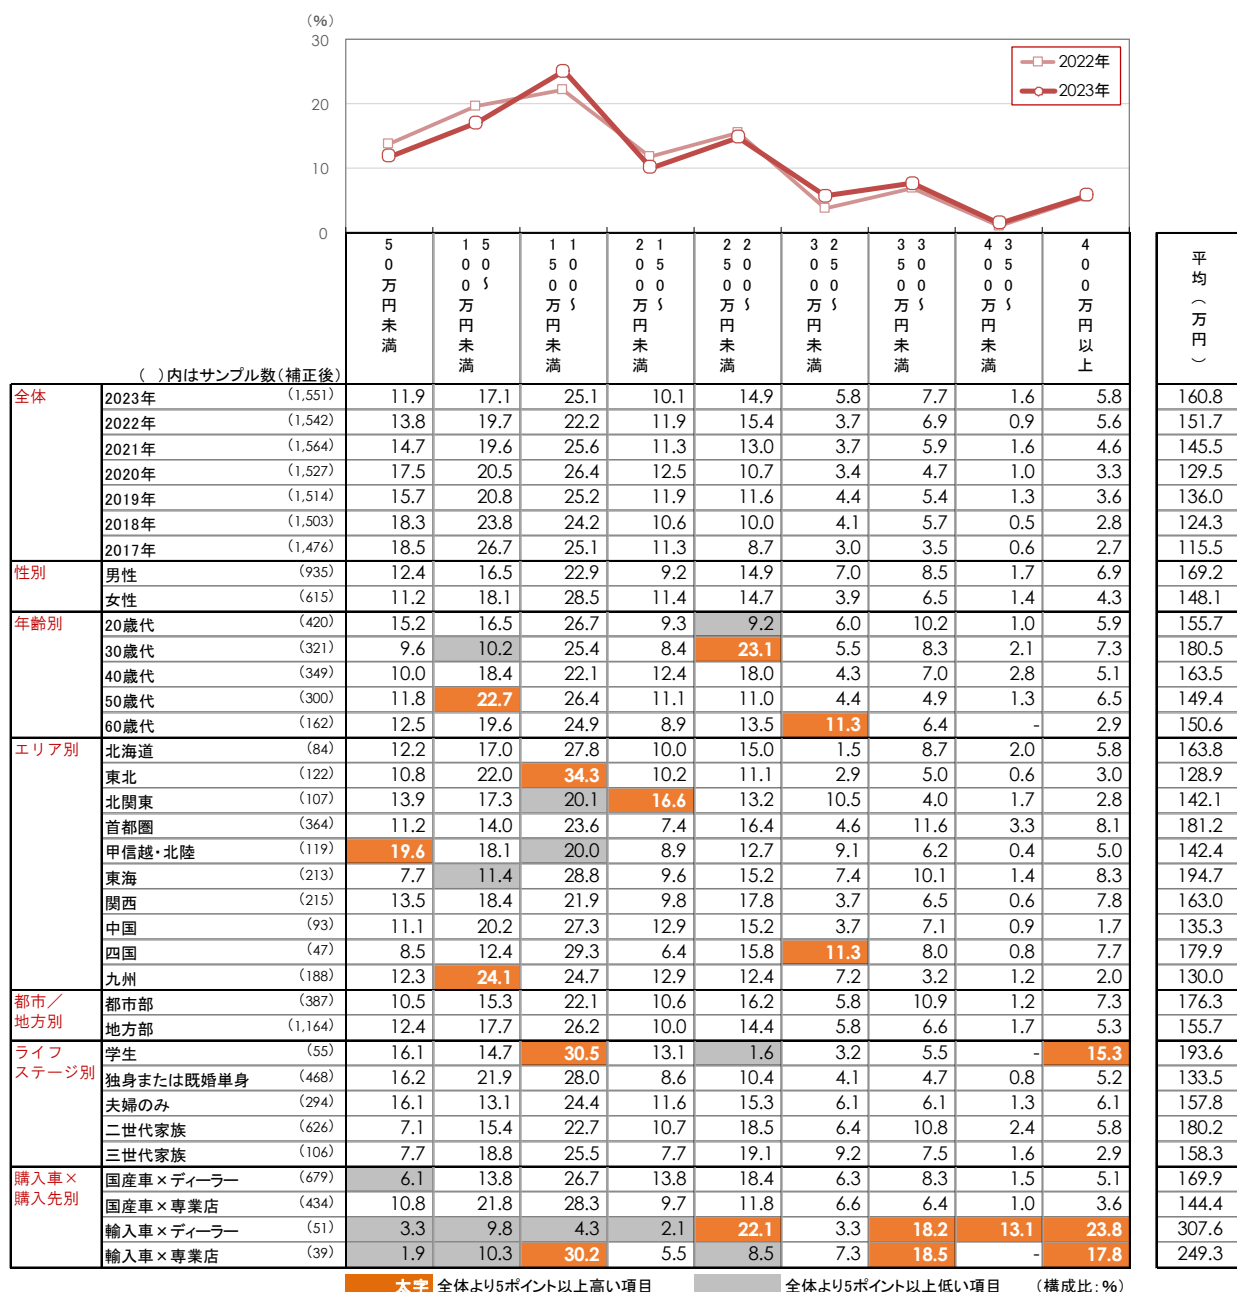 (%)
30
20
10
0
2022年
2023年
50万円未満
50～100万円未満
100～150万円未満
150～200万円未満
200～250万円未満
250～300万円未満
300～350万円未満
350～400万円未満
400万円以上
平均(万円)
( )内はサンプル数(補正後)
全体 2023年 (1,551) 11.9 17.1 25.1 10.1 14.9 5.8 7.7 1.6 5.8 160.8
2022年 (1,542) 13.8 19.7 22.2 11.9 15.4 3.7 6.9 0.9 5.6 151.7
2021年 (1,564) 14.7 19.6 25.6 11.3 13.0 3.7 5.9 1.6 4.6 145.5
2020年 (1,527) 17.5 20.5 26.4 12.5 10.7 3.4 4.7 1.0 3.3 129.5
2019年 (1,514) 15.7 20.8 25.2 11.9 11.6 4.4 5.4 1.3 3.6 136.0
2018年 (1,503) 18.3 23.8 24.2 10.6 10.0 4.1 5.7 0.5 2.8 124.3
2017年 (1,476) 18.5 26.7 25.1 11.3 8.7 3.0 3.5 0.6 2.7 115.5
性別 男性 (935) 12.4 16.5 22.9 9.2 14.9 7.0 8.5 1.7 6.9 169.2
女性 (615) 11.2 18.1 28.5 11.4 14.7 3.9 6.5 1.4 4.3 148.1
年齢別 20歳代 (420) 15.2 16.5 26.7 9.3 9.2 6.0 10.2 1.0 5.9 155.7
30歳代 (321) 9.6 10.2 25.4 8.4 23.1 5.5 8.3 2.1 7.3 180.5
40歳代 (349) 10.0 18.4 22.1 12.4 18.0 4.3 7.0 2.8 5.1 163.5
50歳代 (300) 11.8 22.7 26.4 11.1 11.0 4.4 4.9 1.3 6.5 149.4
60歳代 (162) 12.5 19.6 24.9 8.9 13.5 11.3 6.4 - 2.9 150.6
エリア別 北海道 (84) 12.2 17.0 27.8 10.0 15.0 1.5 8.7 2.0 5.8 163.8
東北 (122) 10.8 22.0 34.3 10.2 11.1 2.9 5.0 0.6 3.0 128.9
北関東 (107) 13.9 17.3 20.1 16.6 13.2 10.5 4.0 1.7 2.8 142.1
首都圏 (364) 11.2 14.0 23.6 7.4 16.4 4.6 11.6 3.3 8.1 181.2
甲信越・北陸 (119) 19.6 18.1 20.0 8.9 12.7 9.1 6.2 0.4 5.0 142.4
東海 (213) 7.7 11.4 28.8 9.6 15.2 7.4 10.1 1.4 8.3 194.7
関西 (215) 13.5 18.4 21.9 9.8 17.8 3.7 6.5 0.6 7.8 163.0
中国 (93) 11.1 20.2 27.3 12.9 15.2 3.7 7.1 0.9 1.7 135.3
四国 (47) 8.5 12.4 29.3 6.4 15.8 11.3 8.0 0.8 7.7 179.9
九州 (188) 12.3 24.1 24.7 12.9 12.4 7.2 3.2 1.2 2.0 130.0
都市／ 都市部 (387) 10.5 15.3 22.1 10.6 16.2 5.8 10.9 1.2 7.3 176.3
地方別 地方部 (1,164) 12.4 17.7 26.2 10.0 14.4 5.8 6.6 1.7 5.3 155.7
ライフ 学生 (55) 16.1 14.7 30.5 13.1 1.6 3.2 5.5 - 15.3 193.6
ステージ別 独身または既婚単身 (468) 16.2 21.9 28.0 8.6 10.4 4.1 4.7 0.8 5.2 133.5
夫婦のみ (294) 16.1 13.1 24.4 11.6 15.3 6.1 6.1 1.3 6.1 157.8
二世代家族 (626) 7.1 15.4 22.7 10.7 18.5 6.4 10.8 2.4 5.8 180.2
三世代家族 (106) 7.7 18.8 25.5 7.7 19.1 9.2 7.5 1.6 2.9 158.3
購入車× 国産車×ディーラー (679) 6.1 13.8 26.7 13.8 18.4 6.3 8.3 1.5 5.1 169.9
購入先別 国産車×専業店 (434) 10.8 21.8 28.3 9.7 11.8 6.6 6.4 1.0 3.6 144.4
輸入車×ディーラー (51) 3.3 9.8 4.3 2.1 22.1 3.3 18.2 13.1 23.8 307.6
輸入車×専業店 (39) 1.9 10.3 30.2 5.5 8.5 7.3 18.5 - 17.8 249.3
太字 全体より5ポイント以上高い項目 全体より5ポイント以上低い項目 (構成比:%)